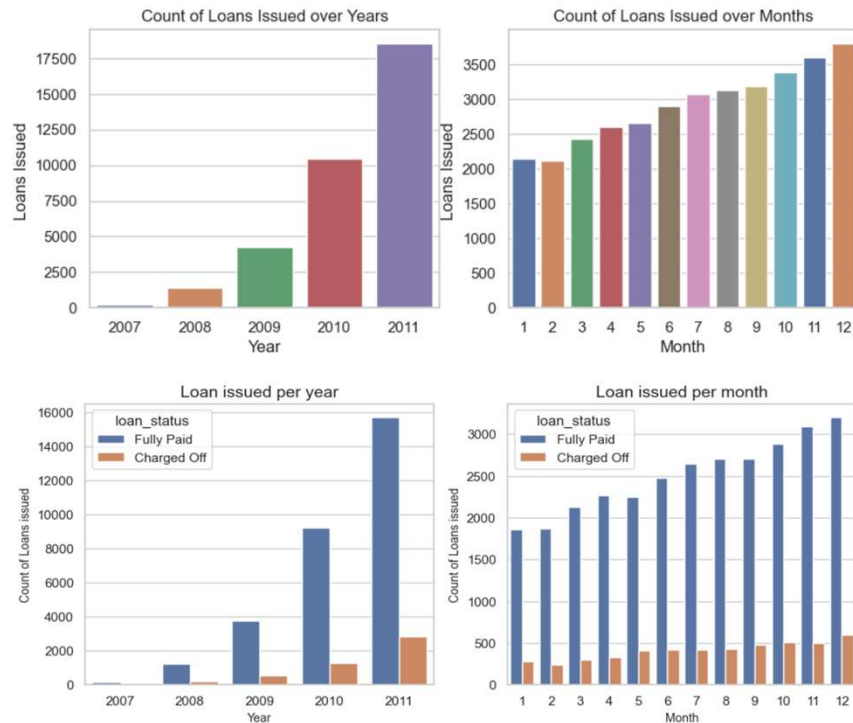 Count of Loans Issued over Years
Loans Issued
17500
15000
12500
10000
7500
5000
2500
0
2007 2008 2009 2010 2011
Year
Count of Loans Issued over Months
Loans Issued
3500
3000
2500
2000
1500
1000
500
0
1 2 3 4 5 6 7 8 9 10 11 12
Month
Loan issued per year
loan_status
Fully Paid
Charged Off
Count of Loans issued
16000
14000
12000
10000
8000
6000
4000
2000
0
2007 2008 2009 2010 2011
Year
Loan issued per month
loan_status
Fully Paid
Charged Off
Count of Loans issued
3000
2500
2000
1500
1000
500
0
1 2 3 4 5 6 7 8 9 10 11 12
Month